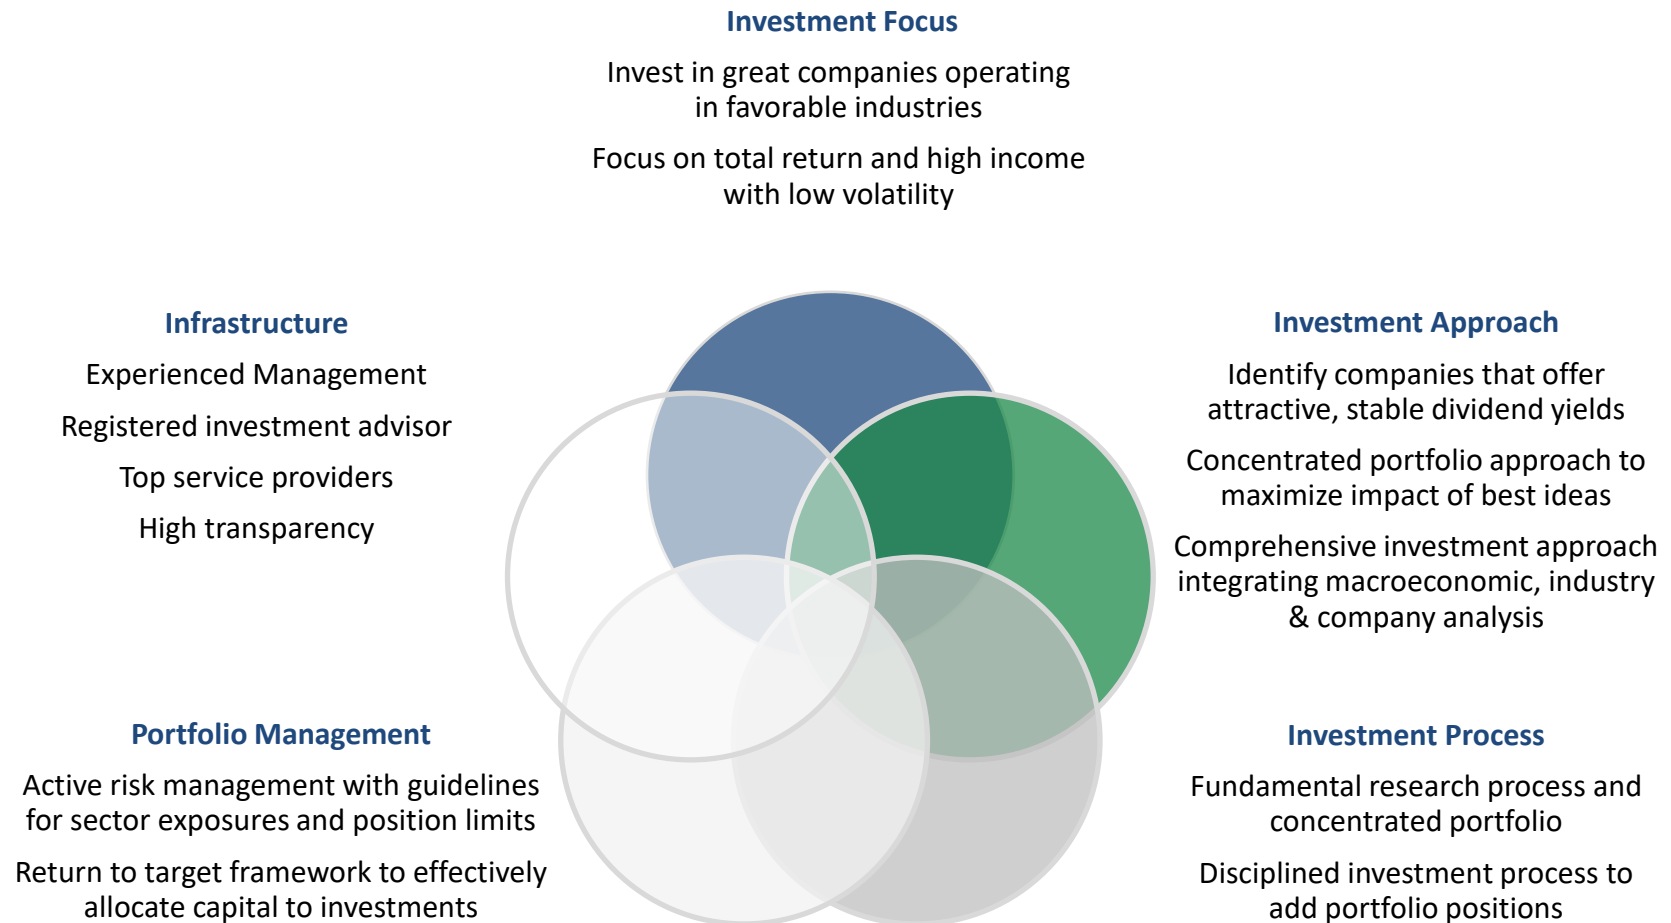 Investment Focus
Invest in great companies operating
in favorable industries
Focus on total return and high income
with low volatility
Infrastructure
Experienced Management
Registered investment advisor
Top service providers
High transparency
Investment Approach
Identify companies that offer
attractive, stable dividend yields
Concentrated portfolio approach to
maximize impact of best ideas
Comprehensive investment approach
integrating macroeconomic, industry
& company analysis
Portfolio Management
Active risk management with guidelines
for sector exposures and position limits
Return to target framework to effectively
allocate capital to investments
Investment Process
Fundamental research process and
concentrated portfolio
Disciplined investment process to
add portfolio positions